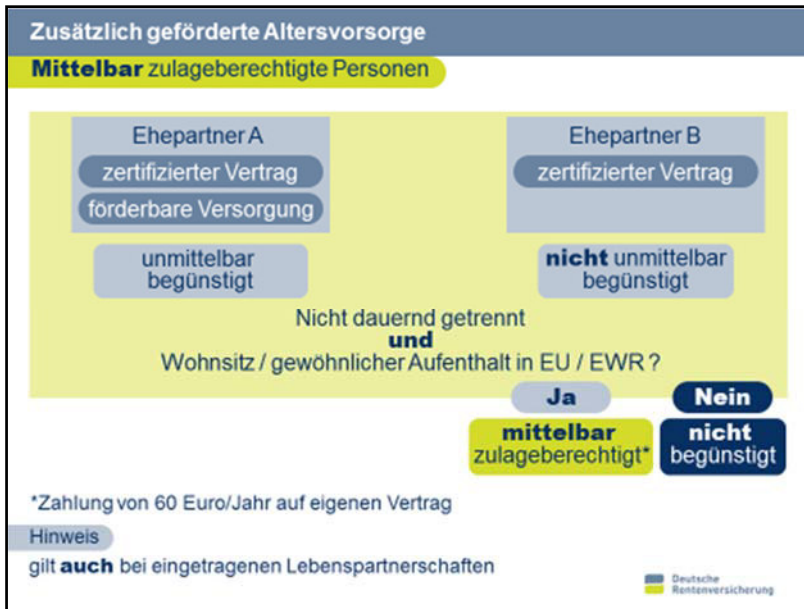 Zusätzlich geförderte Altersvorsorge
Mittelbar zulageberechtigte Personen
Ehepartner A
zertifizierter Vertrag
förderbare Versorgung
unmittelbar
begünstigt
Ehepartner B
zertifizierter Vertrag
nicht unmittelbar
begünstigt
Nicht dauernd getrennt
und
Wohnsitz / gewöhnlicher Aufenthalt in EU / EWR ?
Ja
mittelbar
zulageberechtigt*
Nein
nicht
begünstigt
*Zahlung von 60 Euro/Jahr auf eigenen Vertrag
Hinweis
gilt auch bei eingetragenen Lebenspartnerschaften
Deutsche
Rentenversicherung